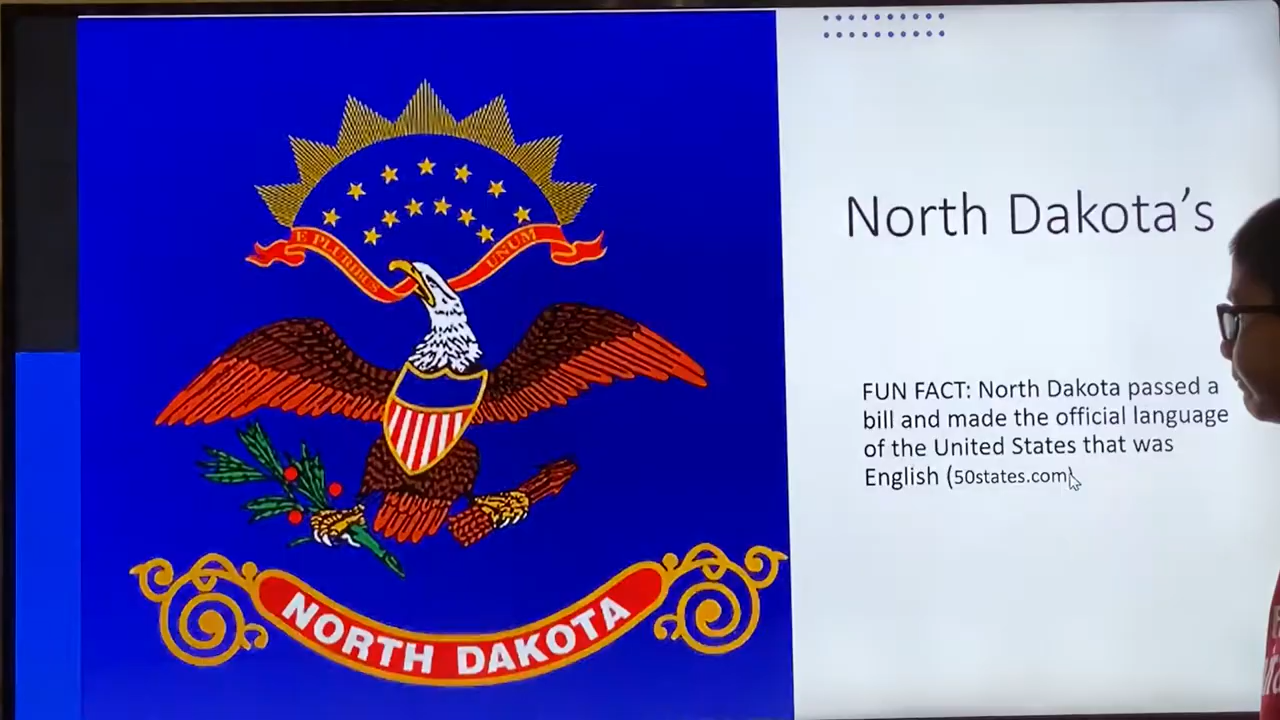 E PLURIBUS UNUM
NORTH DAKOTA
North Dakota's
FUN FACT: North Dakota passed a
bill and made the official language
of the United States that was
English (50states.com)